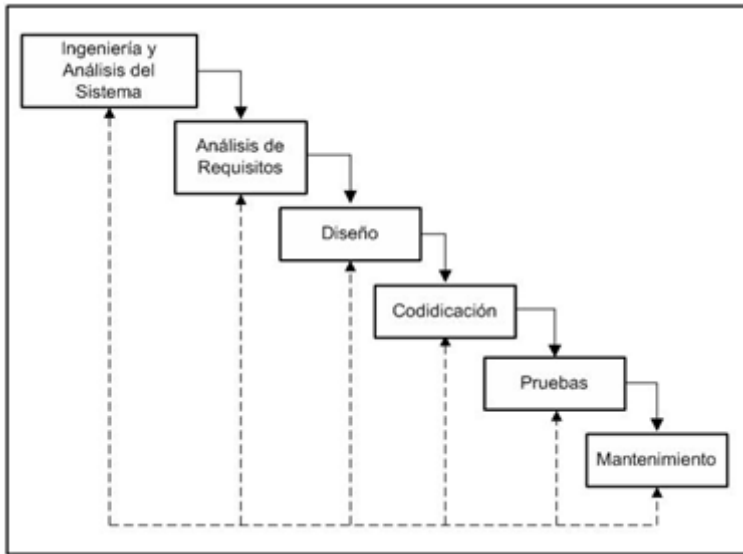 Ingeniería y
Análisis del
Sistema
Análisis de
Requisitos
Diseño
Codidicación
Pruebas
Mantenimiento